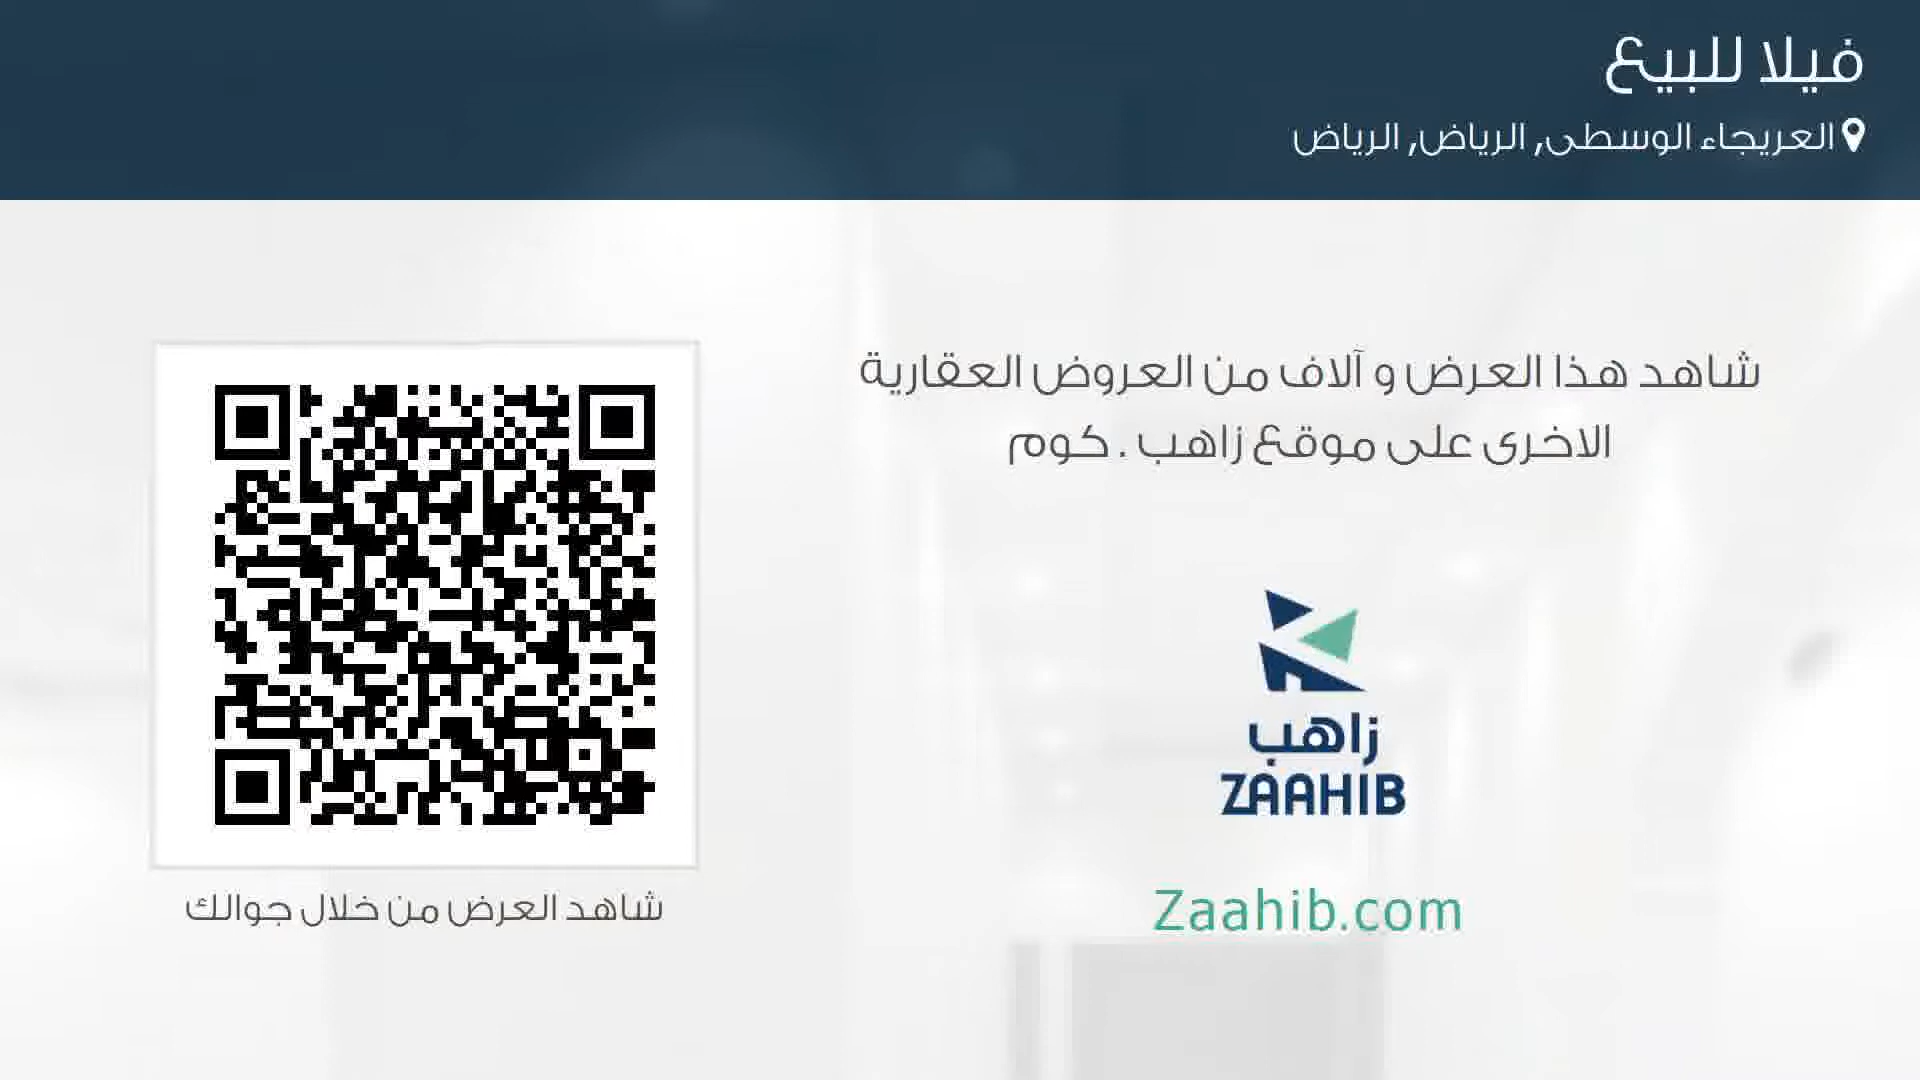 فيلا للبيع
العريجاء الوسطى, الرياض, الرياض
شاهد هذا العرض و آلاف من العروض العقارية
الاخرى على موقع زاهب . كوم
زاهب
ZAAHIB
Zaahib.com
شاهد العرض من خلال جوالك